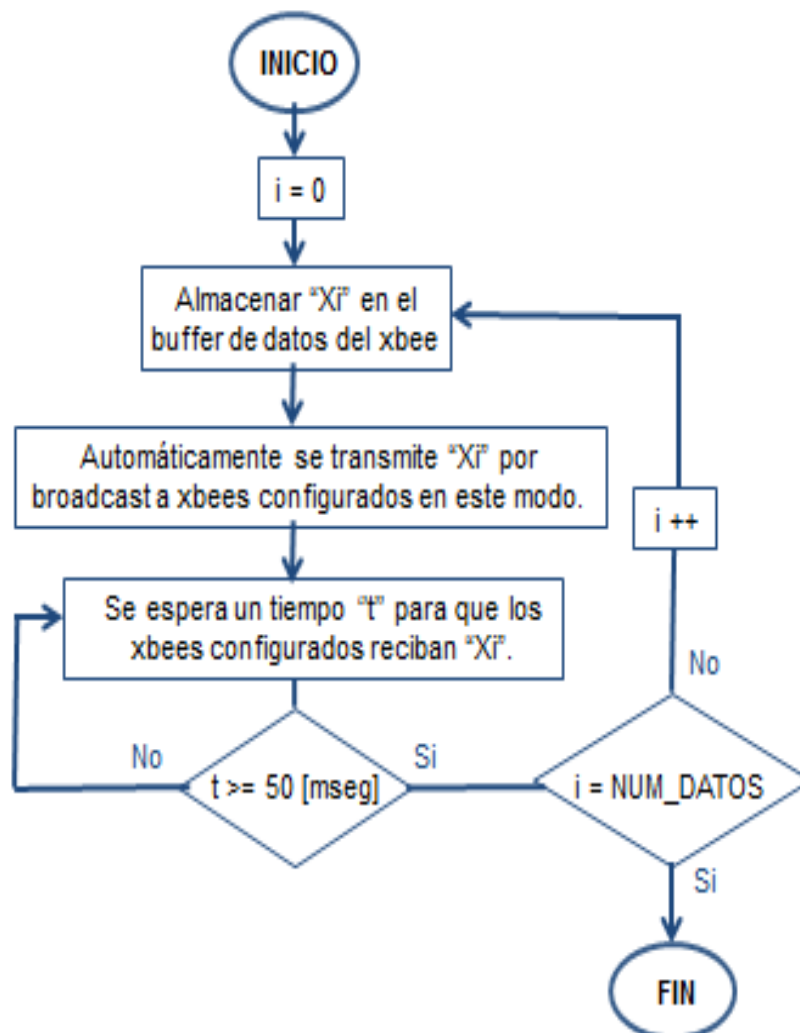 INICIO
i = 0
Almacenar “Xi” en el
buffer de datos del xbee
Automáticamente se transmite “Xi” por
broadcast a xbees configurados en este modo.
i ++
Se espera un tiempo “t” para que los
xbees configurados reciban “Xi”.
No
No
t >= 50 [mseg]
Si
i = NUM_DATOS
Si
FIN